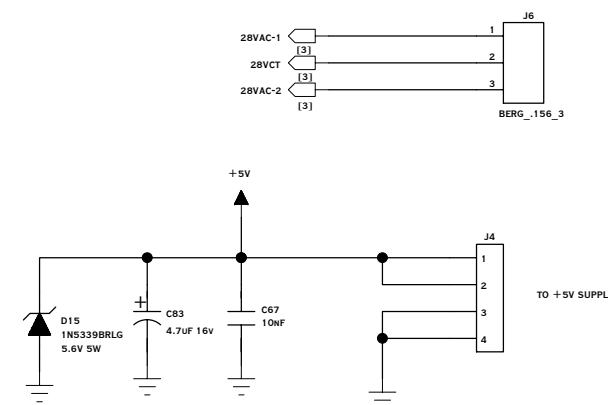 J6
28VAC-1
[3]
1
28VCT
[3]
2
28VAC-2
[3]
3
BERG_.156_3
+5V
J4
1
2
3
4
TO +5V SUPPL
+
D15
1N5339BRLG
5.6V 5W
C83
4.7UF 16V
C67
10NF